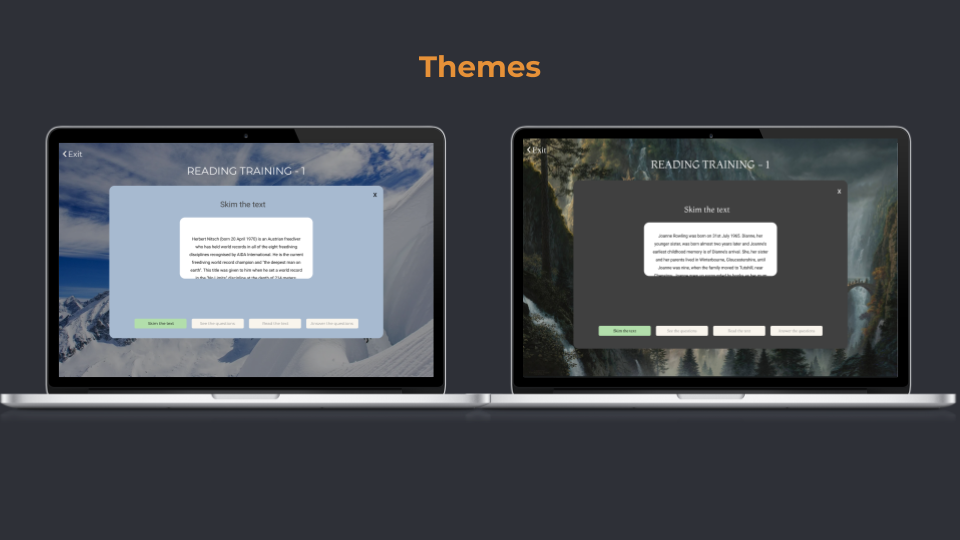 Themes
Exit
READING TRAINING - 1
x
Skim the text
Herbert Nitsch (born 20 April 1970) is an Austrian freediver
who has held world records in all of the eight freediving
disciplines recognised by AIDA International. He is the current
freediving world record champion and "the deepest man on
earth". This title was given to him when he set a world record
in the "No Limits" discipline at the depth of 214 metres
Skim the text
See the questions
Read the text
Answer the questions
Exit
READING TRAINING - 1
x
Skim the text
Joanne Rowling was born on 31st July 1965. Dianne, her
younger sister, was born almost two years later and Joanne's
earliest childhood memory is of Dianne's arrival. She, her sister
and her parents lived in Winterbourne, Gloucestershire, until
Joanne was nine, when the family moved to Tutshill, near
Skim the text
See the questions
Read the text
Answer the questions